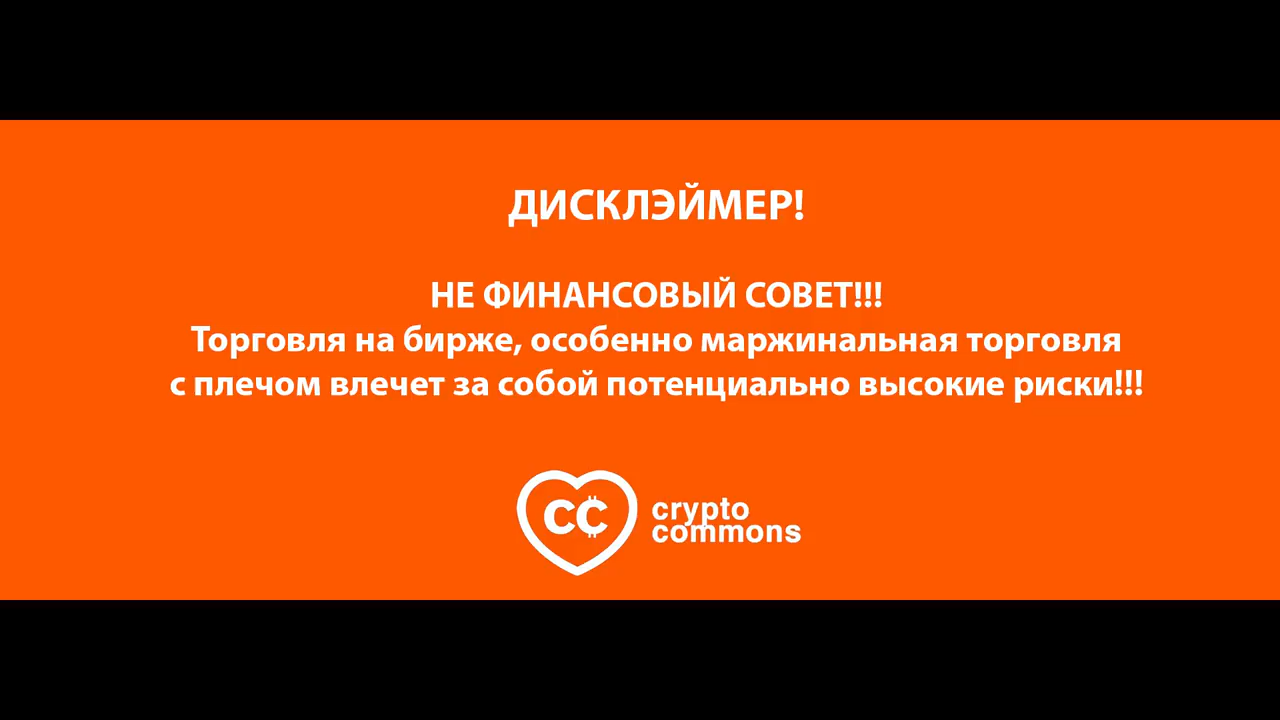 ДИСКЛЭЙМЕР!
НЕ ФИНАНСОВЫЙ СОВЕТ!!!
Торговля на бирже, особенно маржинальная торговля
с плечом влечет за собой потенциально высокие риски!!!
C₵
crypto
commons